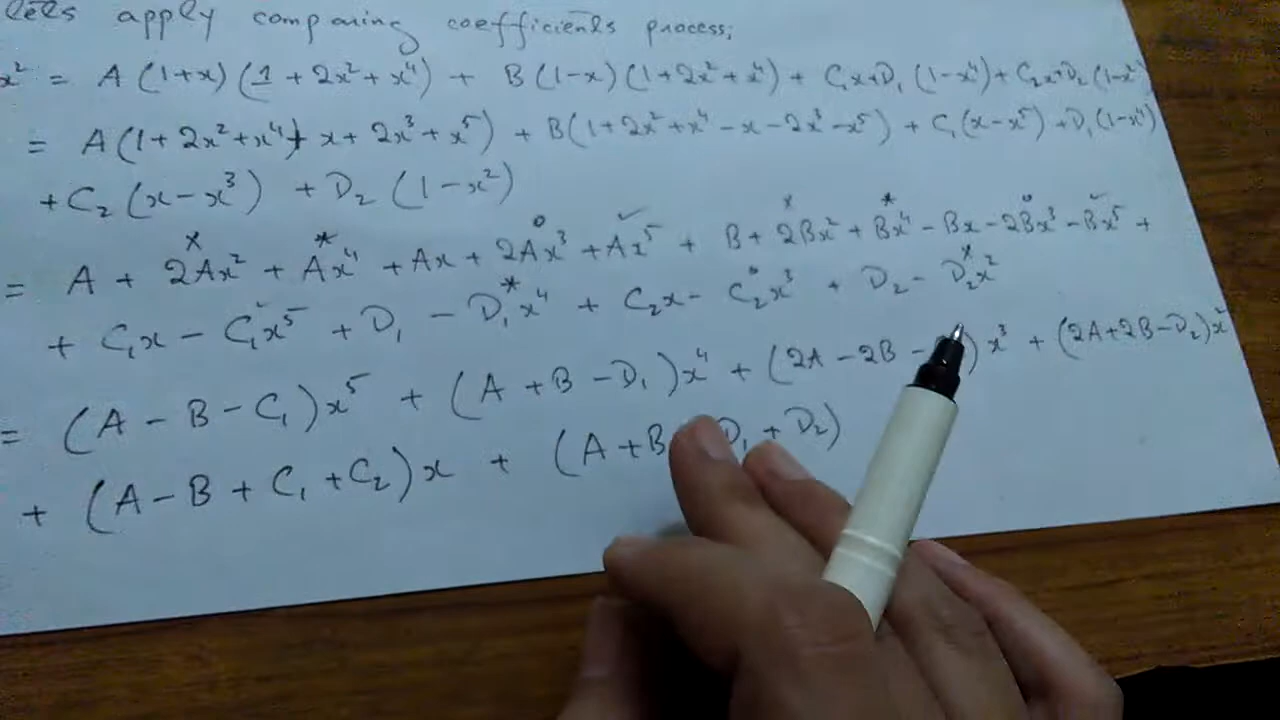 lets apply comparing coefficients process;
x² = A (1+x) (1 + 2x² + x⁴) + B (1-x) (1+2x² + x⁴) + C₁x+D₁ (1-x⁴) + C₂x+D₂ (1-x²
= A (1+2x²+x⁴ + x + 2x³ + x⁵) + B(1+2x²+x⁴ - x - 2x³ - x⁵) + C₁(x-x⁵) + D₁(1-x⁴)
+ C₂ (x - x³) + D₂ (1-x²)
= A + 2Ax² + Ax⁴ + Ax + 2Ax³ + Ax⁵ + B + 2Bx² + Bx⁴ - Bx - 2Bx³ - Bx⁵ +
+ C₁x - C₁x⁵ + D₁ - D₁x⁴ + C₂x - C₂x³ + D₂ - D₂x²
= (A - B - C₁)x⁵ + (A + B - D₁)x⁴ + (2A - 2B - )x³ + (2A+2B-D₂)x²
+ (A - B + C₁ + C₂)x + (A + B D₁ + D₂)